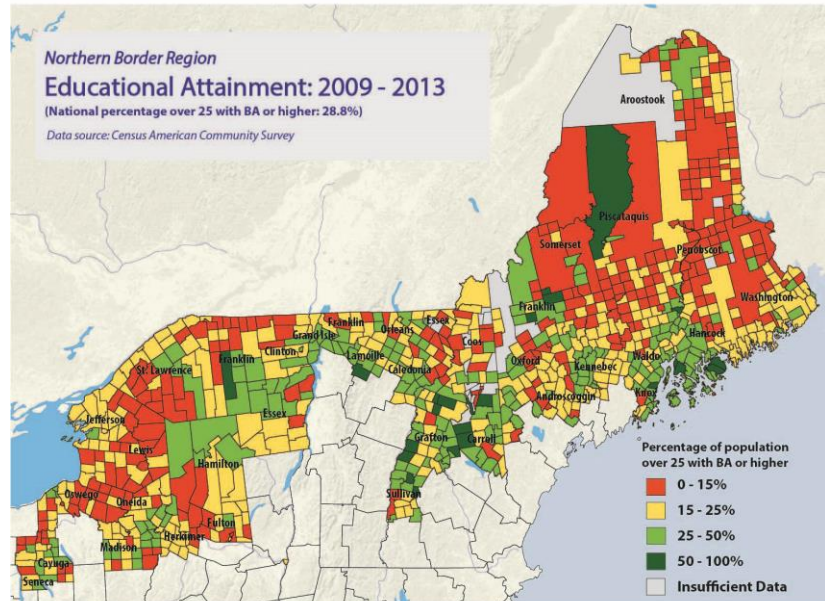 Northern Border Region
Educational Attainment: 2009 - 2013
(National percentage over 25 with BA or higher: 28.8%)
Data source: Census American Community Survey
Aroostook
Piscataquis
Somerset
Penobscot
Franklin
Washington
Hancock
Essex
Franklin
Orleans
Coos
Grand Isle
Clinton
Franklin
St. Lawrence
Lamoille
Caledonia
Oxford
Kennebec
Waldo
Knox
Androscoggin
Essex
Jefferson
Lewis
Grafton
Carroll
Hamilton
Sullivan
Oswego
Oneida
Fulton
Herkimer
Madison
Cayuga
Seneca
Percentage of population
over 25 with BA or higher
0 - 15%
15 - 25%
25 - 50%
50 - 100%
Insufficient Data